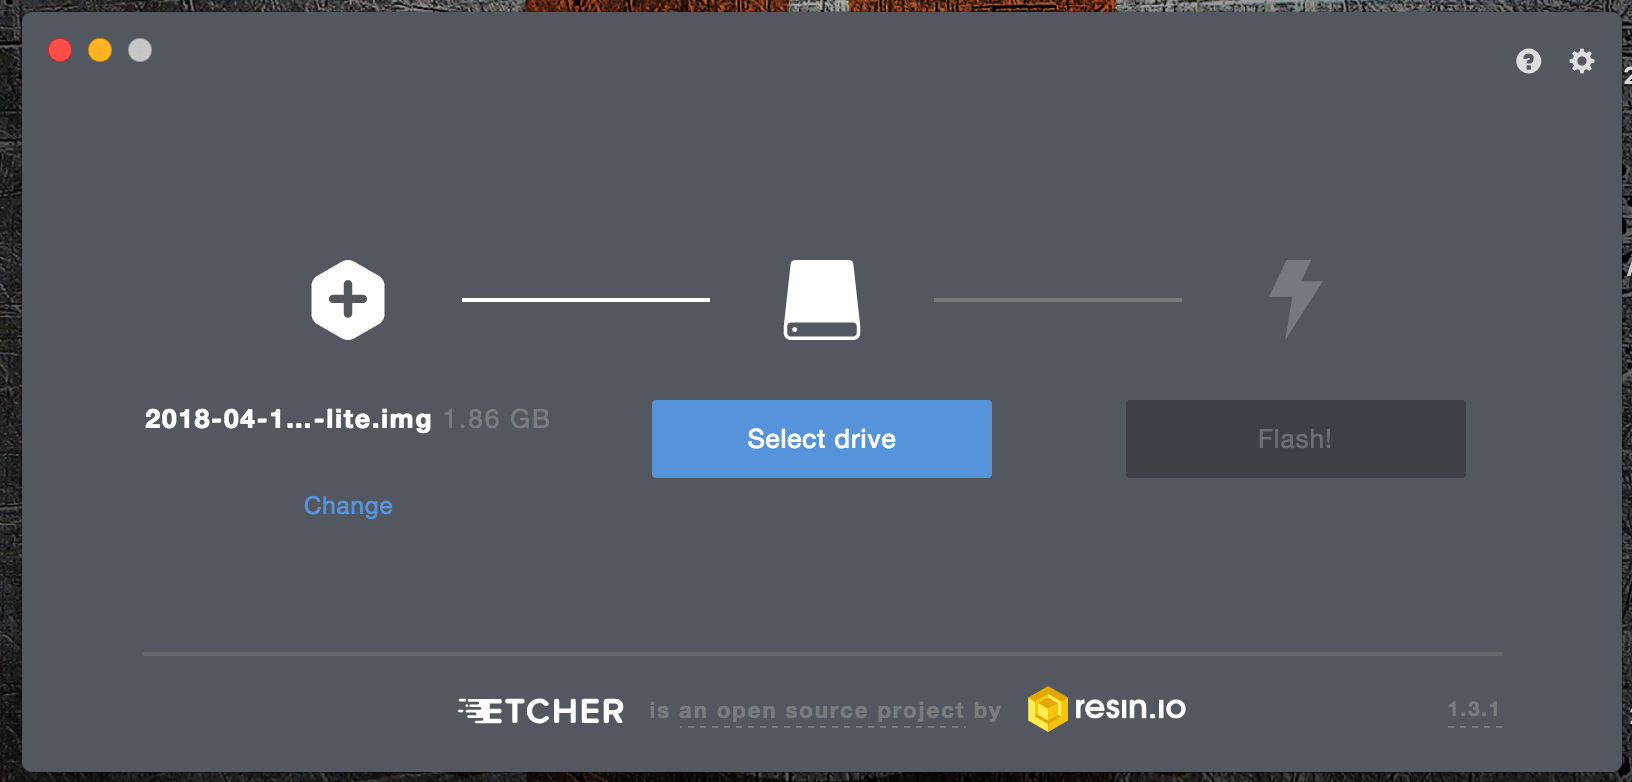 2018-04-1...-lite.img 1.86 GB
Change
Select drive
Flash!
ETCHER is an open source project by resin.io
1.3.1